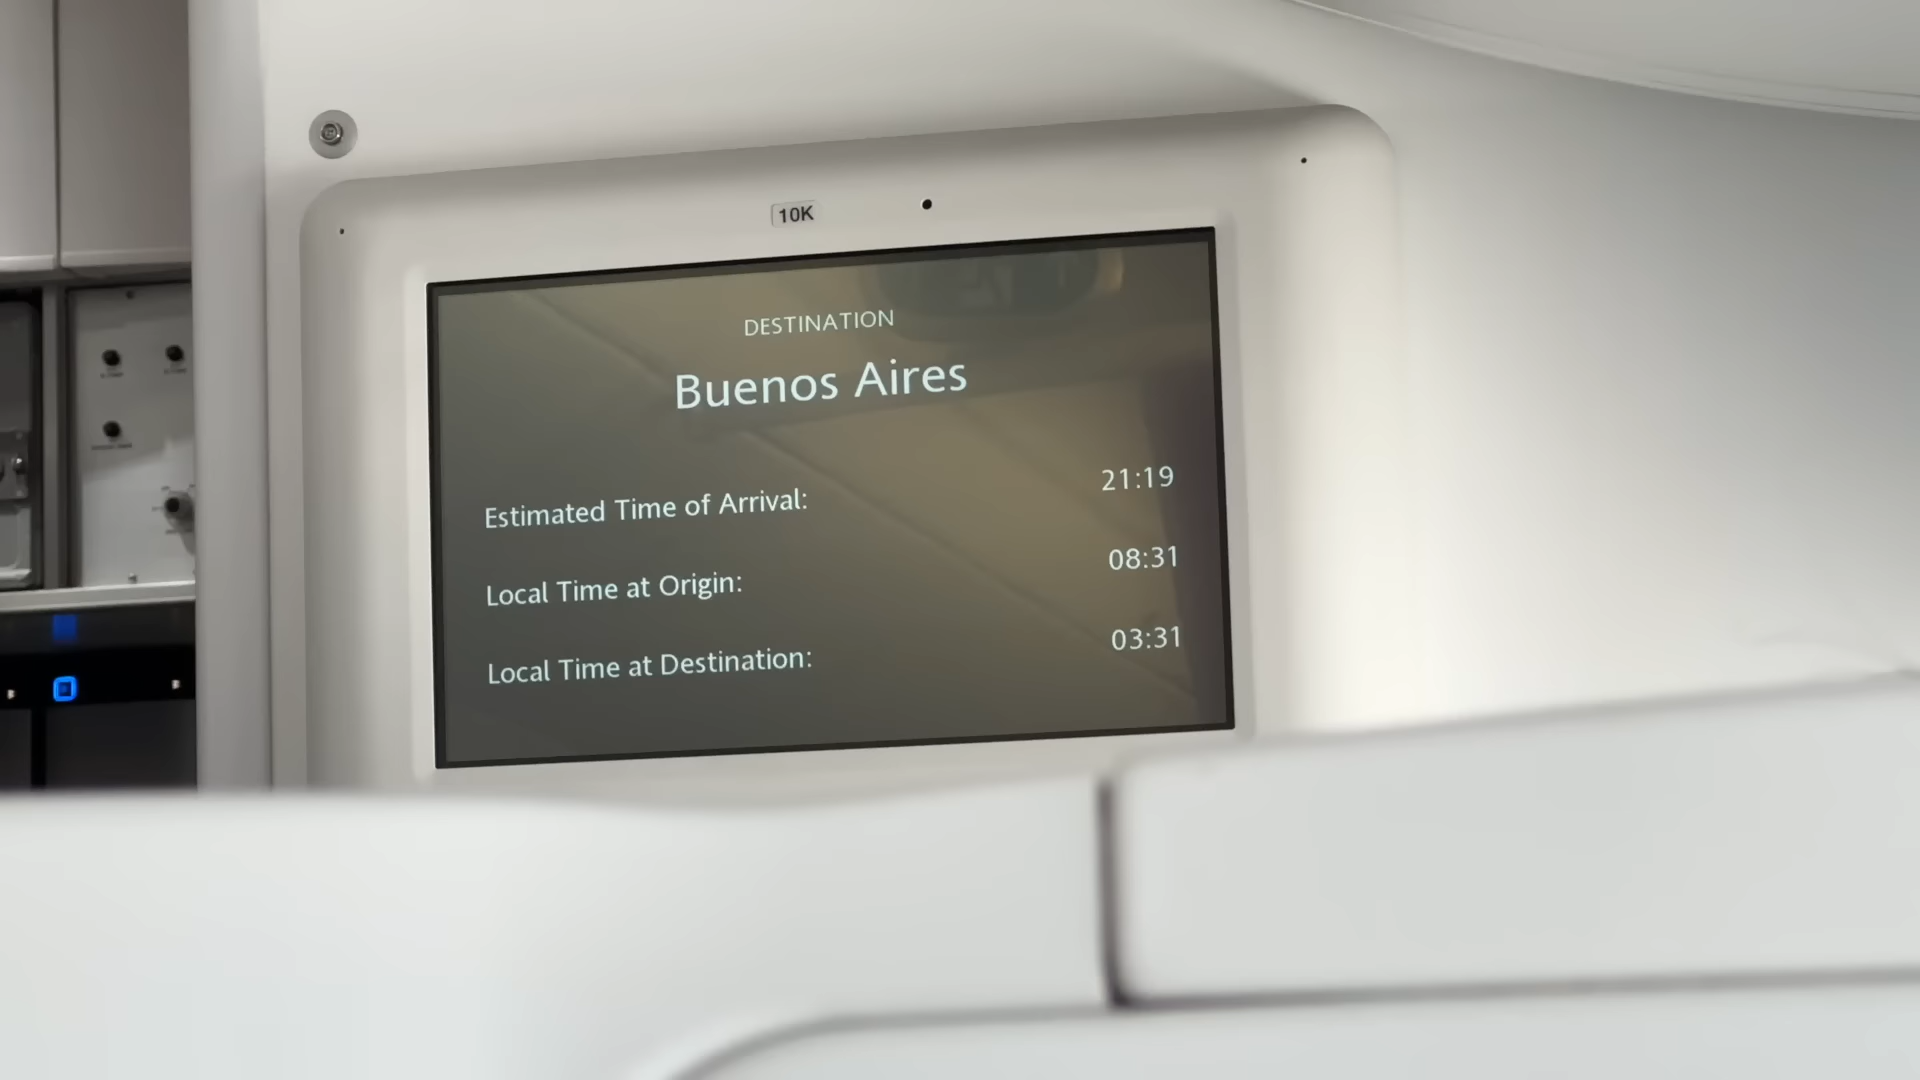 10K
DESTINATION
Buenos Aires
Estimated Time of Arrival: 21:19
Local Time at Origin: 08:31
Local Time at Destination: 03:31